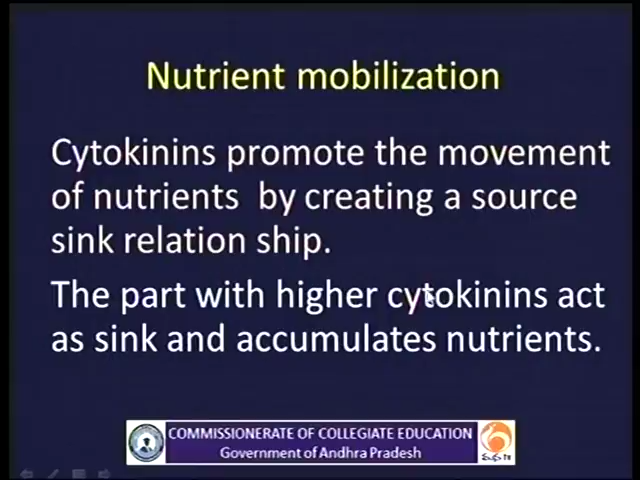 Nutrient mobilization
Cytokinins promote the movement
of nutrients by creating a source
sink relation ship.
The part with higher cytokinins act
as sink and accumulates nutrients.
COMMISSIONERATE OF COLLEGIATE EDUCATION
Government of Andhra Pradesh